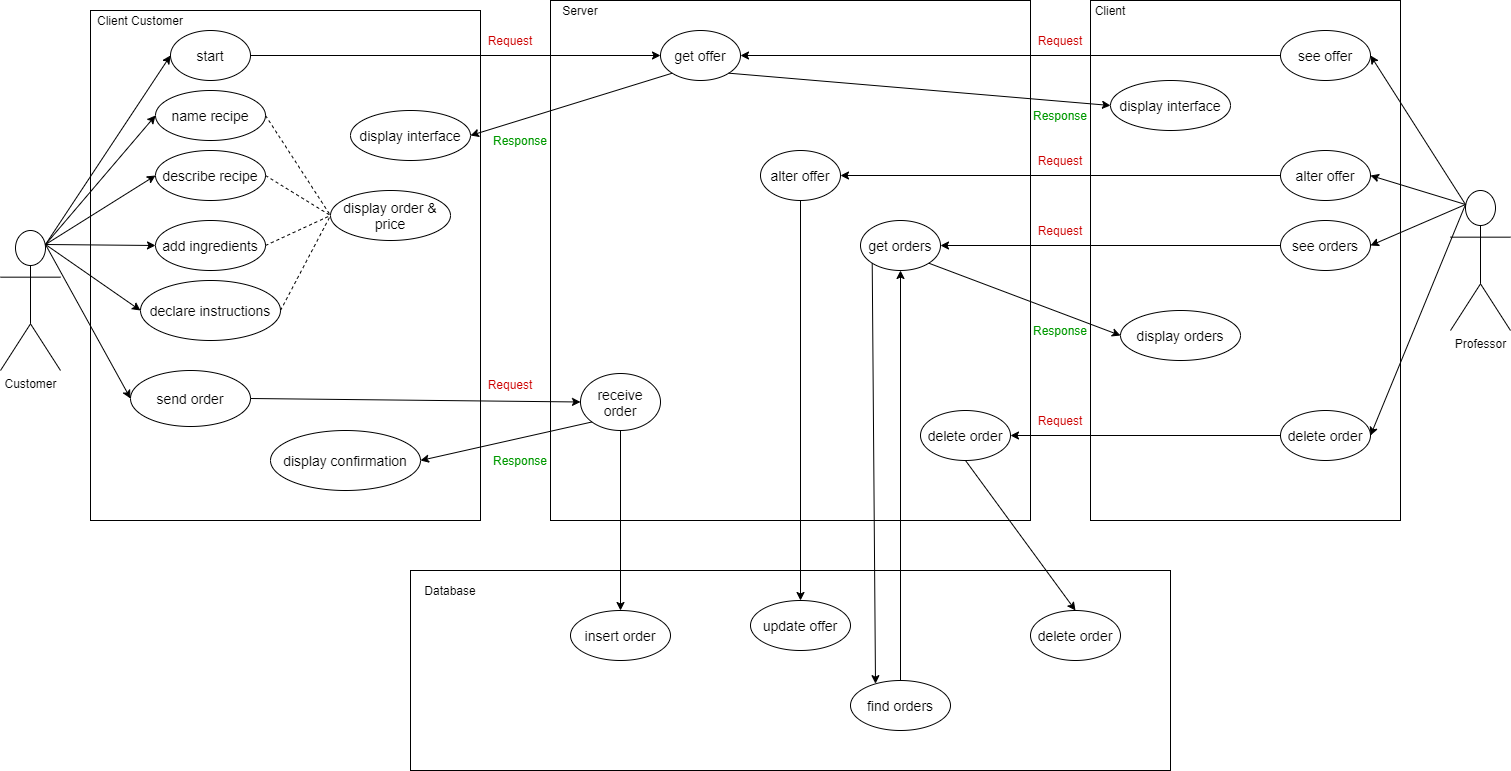 Client Customer
Server
Client
start
Request
get offer
Request
see offer
name recipe
display interface
Response
display interface
Response
describe recipe
alter offer
Request
alter offer
display order &
price
add ingredients
get orders
Request
see orders
declare instructions
Response
display orders
Customer
Professor
send order
Request
receive
order
delete order
Request
delete order
display confirmation
Response
Database
insert order
update offer
delete order
find orders